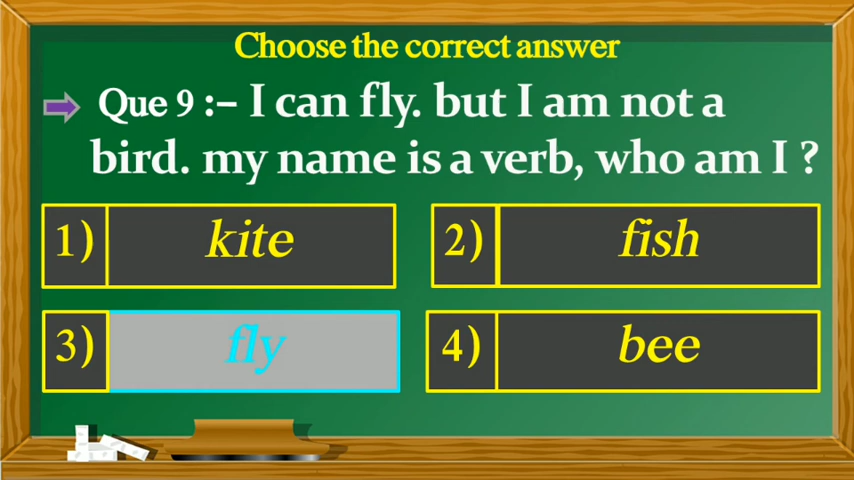 Choose the correct answer
Que 9 :– I can fly. but I am not a
bird. my name is a verb, who am I ?
1) kite
2) fish
3) fly
4) bee